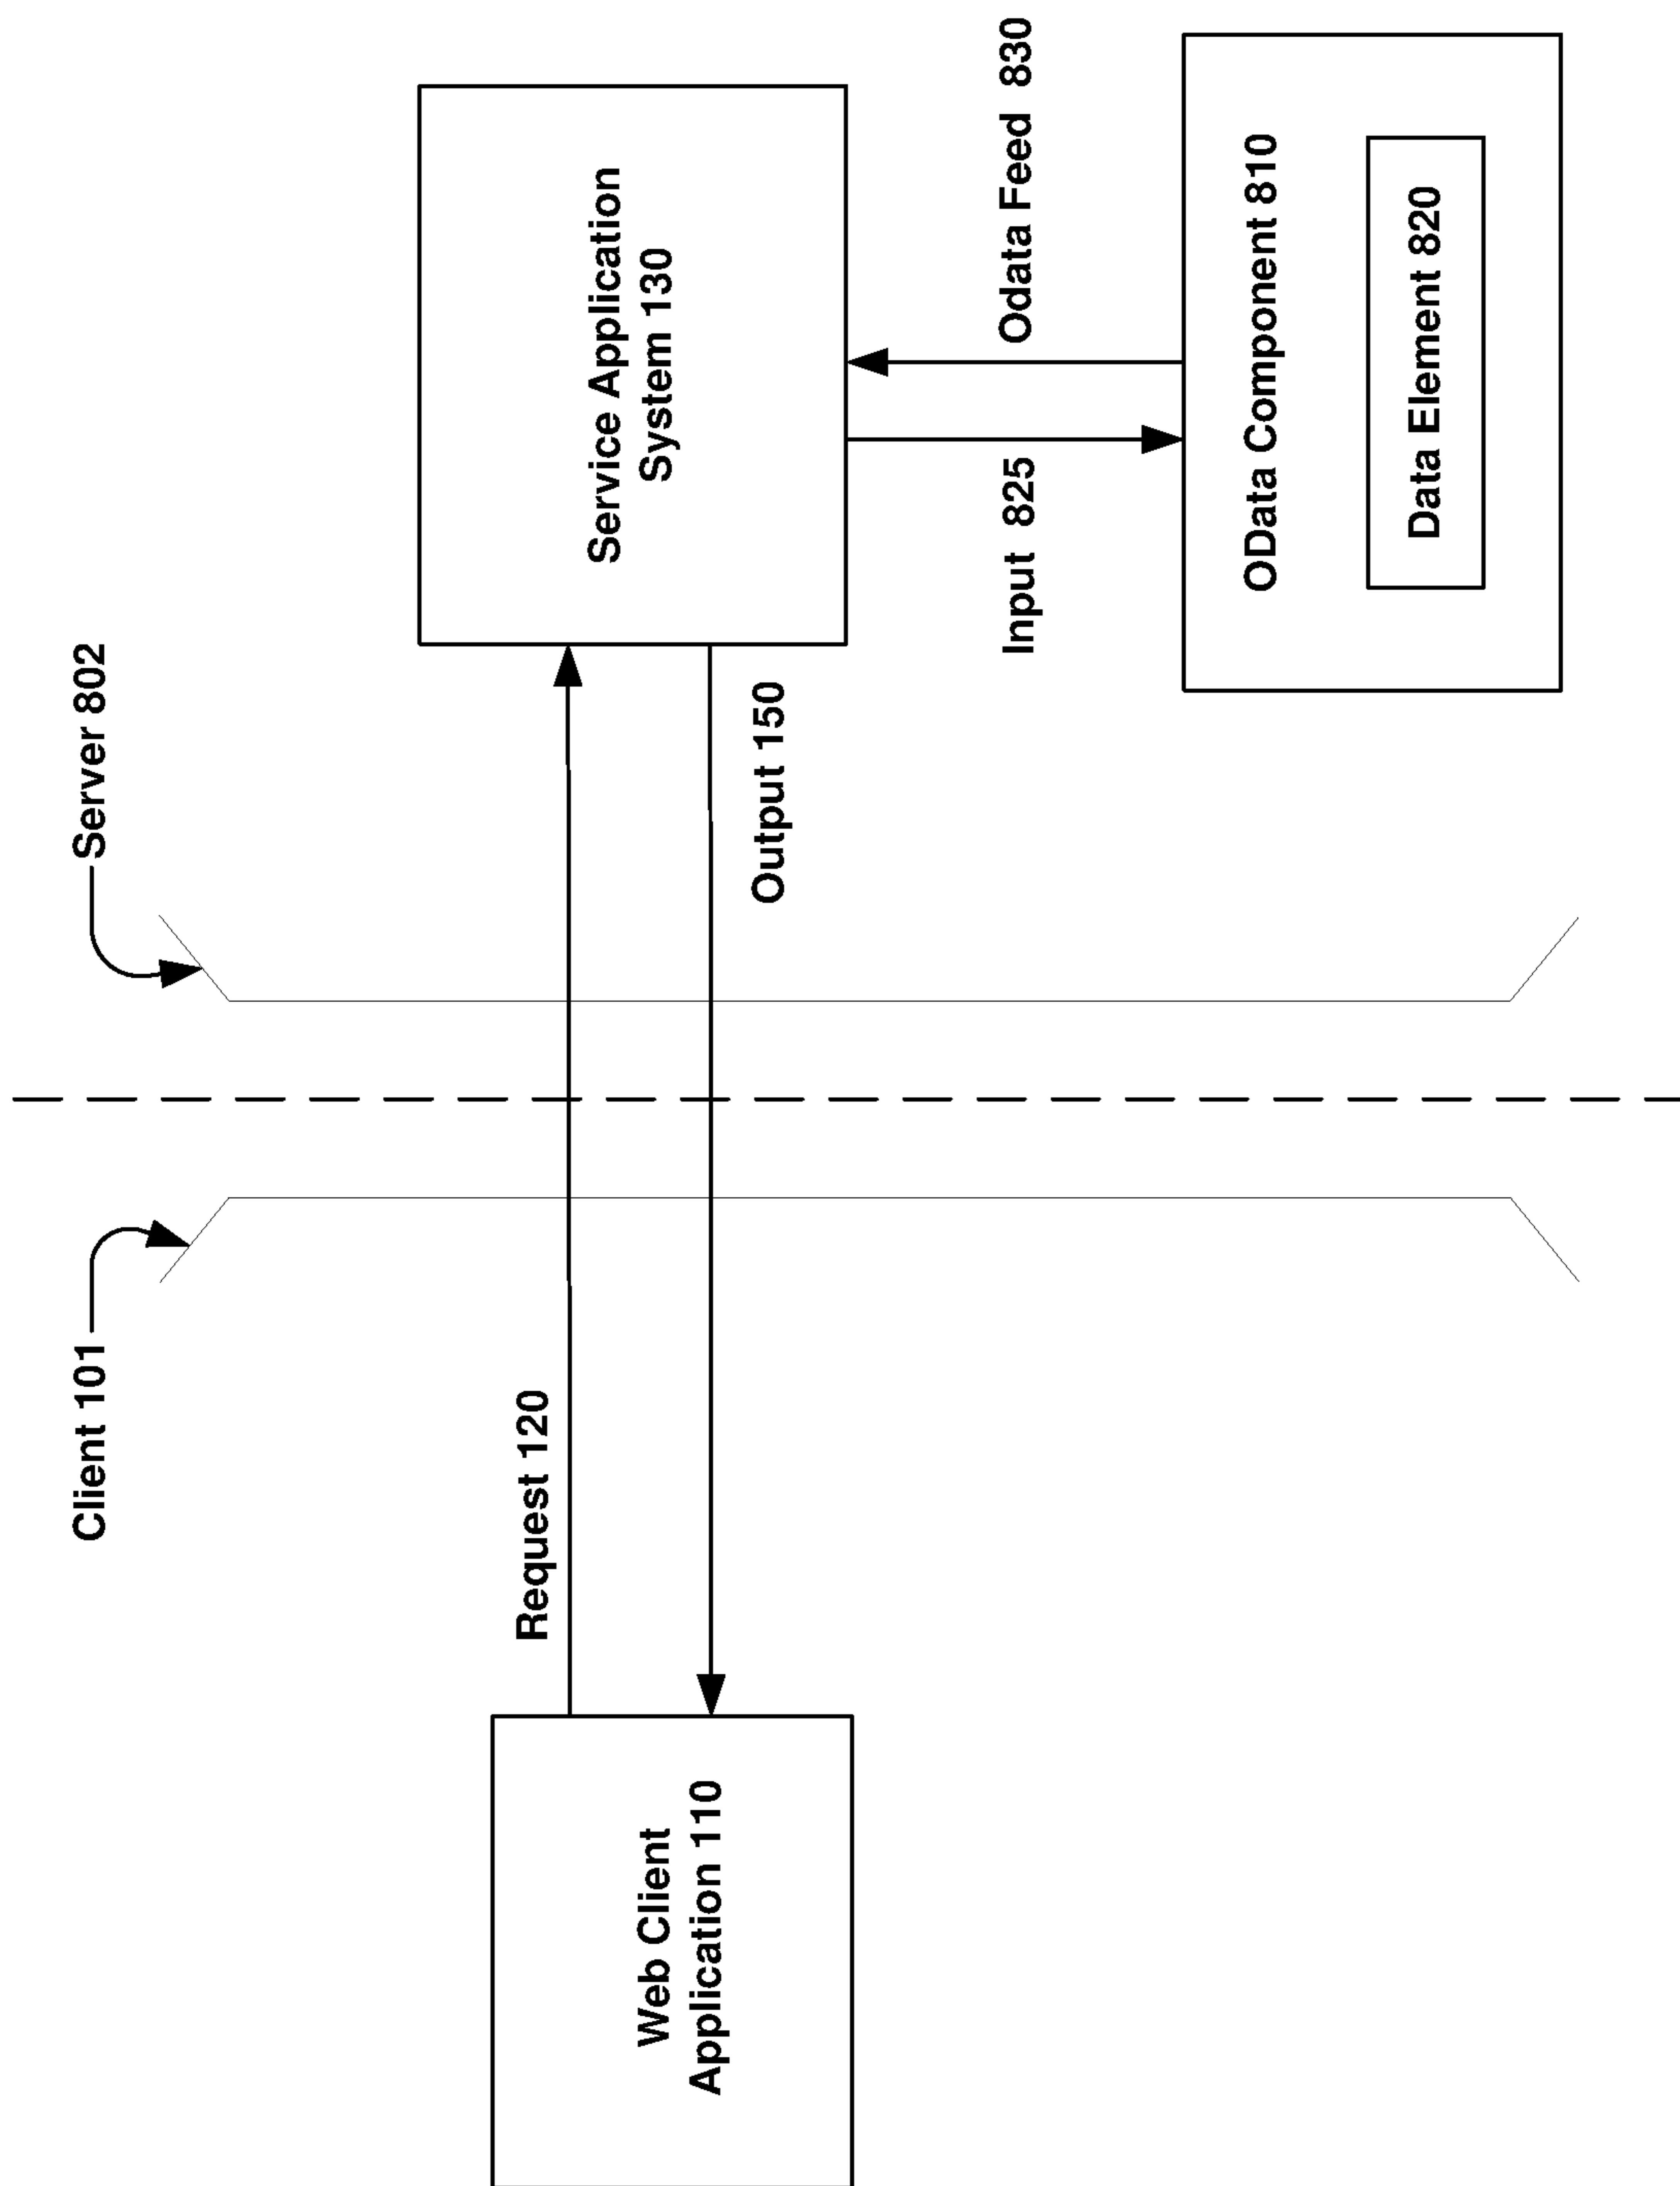 Client 101
Server 802
Web Client
Application 110
Request 120
Output 150
Service Application
System 130
Input 825
Odata Feed 830
OData Component 810
Data Element 820